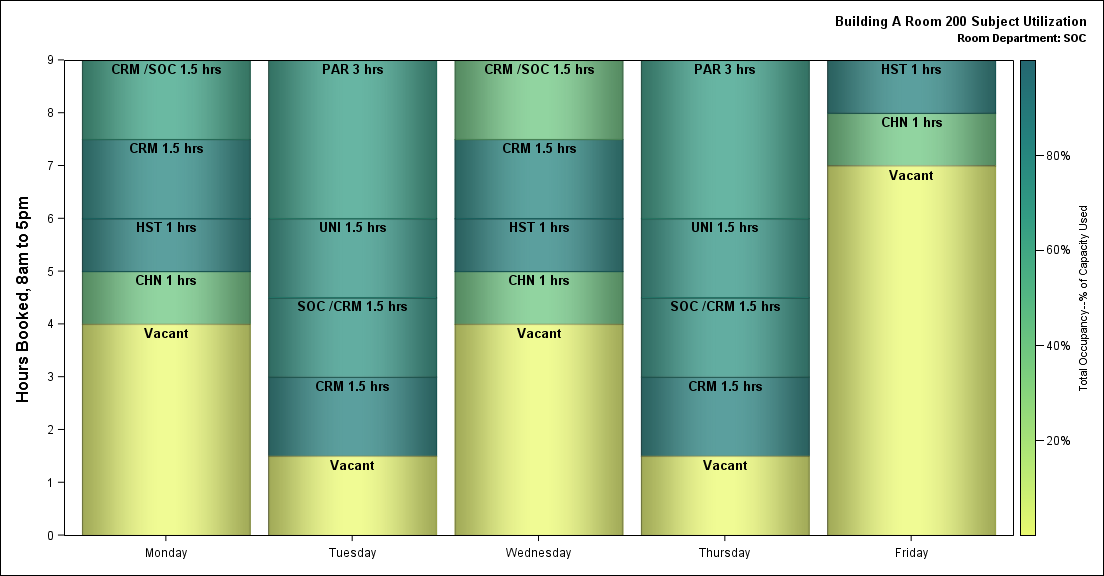 Building A Room 200 Subject Utilization
Room Department: SOC
Hours Booked, 8am to 5pm
9
8
7
6
5
4
3
2
1
0
CRM /SOC 1.5 hrs
CRM 1.5 hrs
HST 1 hrs
CHN 1 hrs
Vacant
PAR 3 hrs
UNI 1.5 hrs
SOC /CRM 1.5 hrs
CRM 1.5 hrs
Vacant
CRM /SOC 1.5 hrs
CRM 1.5 hrs
HST 1 hrs
CHN 1 hrs
Vacant
PAR 3 hrs
UNI 1.5 hrs
SOC /CRM 1.5 hrs
CRM 1.5 hrs
Vacant
HST 1 hrs
CHN 1 hrs
Vacant
Monday
Tuesday
Wednesday
Thursday
Friday
80%
60%
40%
20%
Total Occupancy--% of Capacity Used